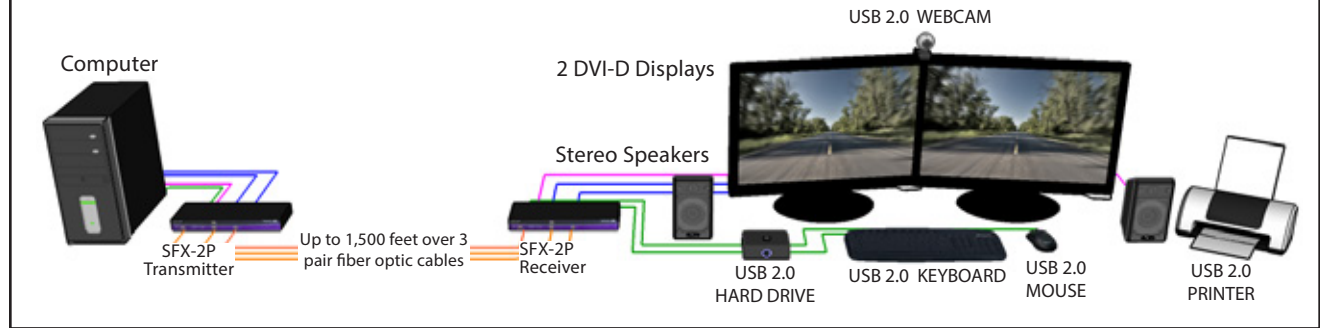 USB 2.0 WEBCAM
Computer
2 DVI-D Displays
Stereo Speakers
SFX-2P
Transmitter
Up to 1,500 feet over 3
pair fiber optic cables
SFX-2P
Receiver
USB 2.0
HARD DRIVE
USB 2.0 KEYBOARD
USB 2.0
MOUSE
USB 2.0
PRINTER